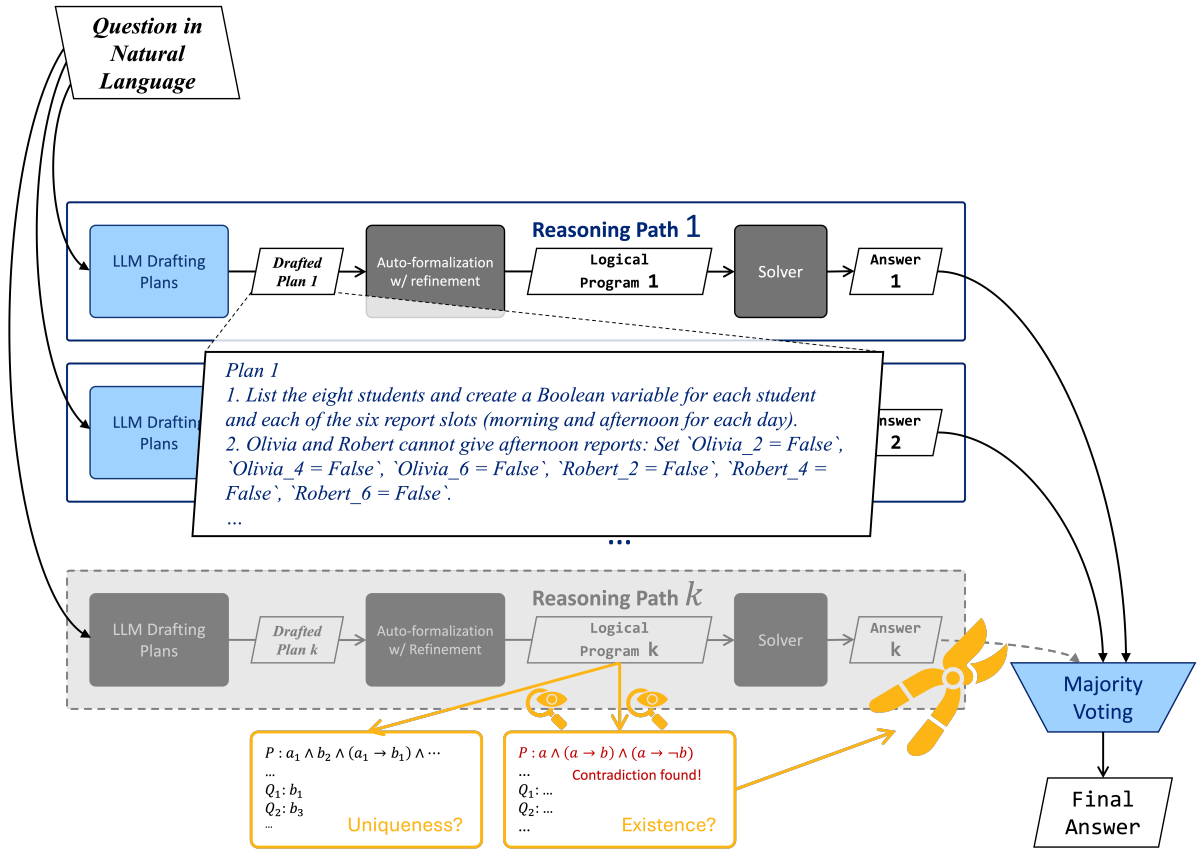 Question in
Natural
Language
Reasoning Path 1
LLM Drafting
Plans
Drafted
Plan 1
Auto-formalization
w/ refinement
Logical
Program 1
Solver
Answer
1
LLM Drafting
Plans
Plan 1
1. List the eight students and create a Boolean variable for each student
and each of the six report slots (morning and afternoon for each day).
2. Olivia and Robert cannot give afternoon reports: Set `Olivia_2 = False`,
`Olivia_4 = False`, `Olivia_6 = False`, `Robert_2 = False`, `Robert_4 =
False`, `Robert_6 = False`.
...
nswer
2
...
Reasoning Path k
LLM Drafting
Plans
Drafted
Plan k
Auto-formalization
w/ Refinement
Logical
Program k
Solver
Answer
k
Majority
Voting
P : a₁ ∧ b₂ ∧ (a₁ → b₁) ∧ ⋯
...
Q₁: b₁
Q₂: b₃
...
Uniqueness?
P : a ∧ (a → b) ∧ (a → ¬b)
... Contradiction found!
Q₁: ...
Q₂: ...
...
Existence?
Final
Answer